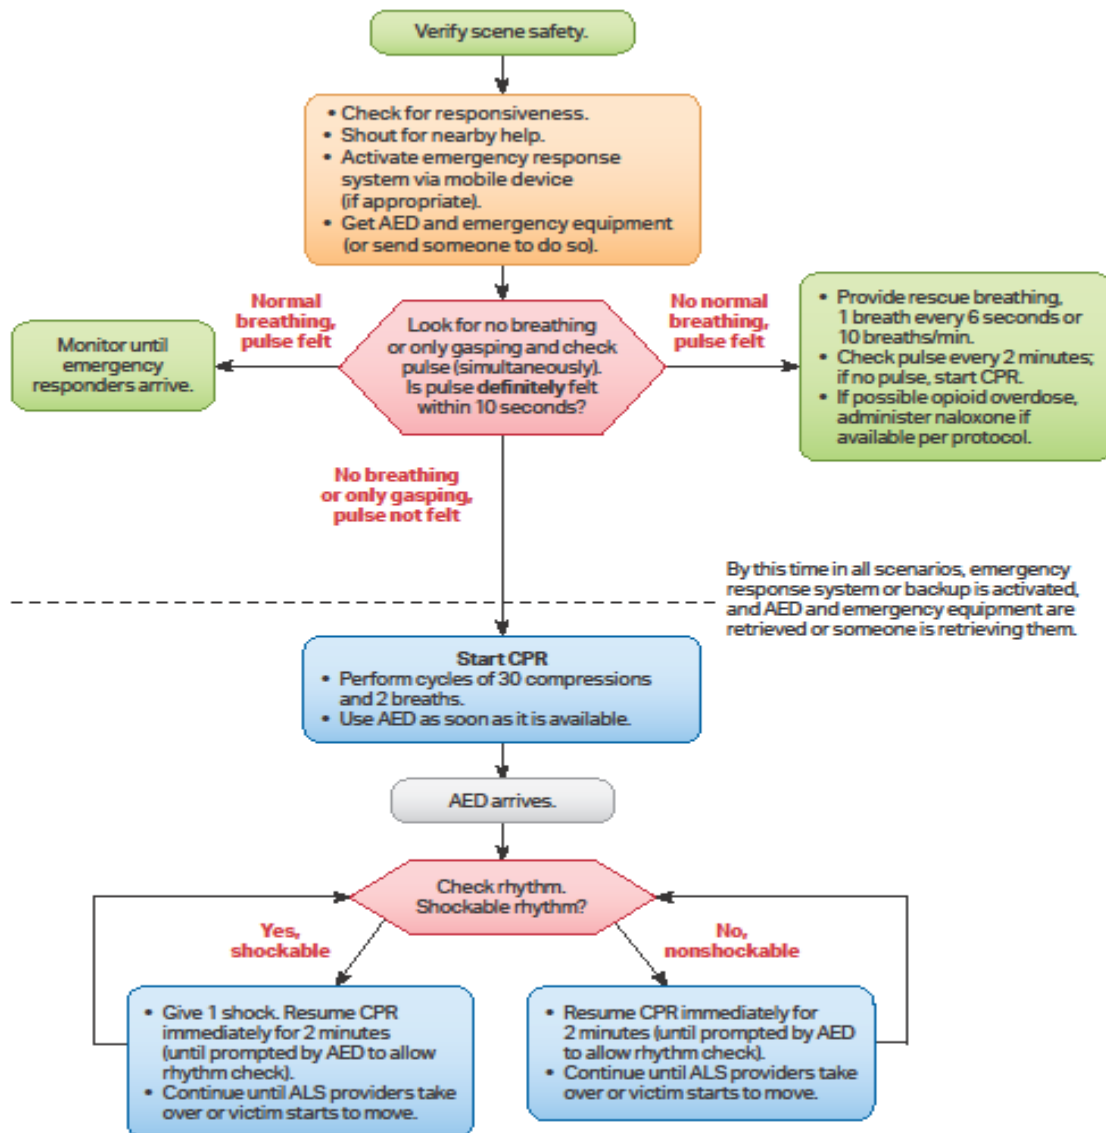 Verify scene safety.
• Check for responsiveness.
• Shout for nearby help.
• Activate emergency response
system via mobile device
(if appropriate).
• Get AED and emergency equipment
(or send someone to do so).
Normal
breathing,
pulse felt
Monitor until
emergency
responders arrive.
Look for no breathing
or only gasping and check
pulse (simultaneously).
Is pulse definitely felt
within 10 seconds?
No normal
breathing,
pulse felt
• Provide rescue breathing,
1 breath every 6 seconds or
10 breaths/min.
• Check pulse every 2 minutes;
if no pulse, start CPR.
• If possible opioid overdose,
administer naloxone if
available per protocol.
No breathing
or only gasping,
pulse not felt
By this time in all scenarios, emergency
response system or backup is activated,
and AED and emergency equipment are
retrieved or someone is retrieving them.
Start CPR
• Perform cycles of 30 compressions
and 2 breaths.
• Use AED as soon as it is available.
AED arrives.
Check rhythm.
Shockable rhythm?
Yes,
shockable
No,
nonshockable
• Give 1 shock. Resume CPR
immediately for 2 minutes
(until prompted by AED to allow
rhythm check).
• Continue until ALS providers take
over or victim starts to move.
• Resume CPR immediately for
2 minutes (until prompted by AED
to allow rhythm check).
• Continue until ALS providers take
over or victim starts to move.